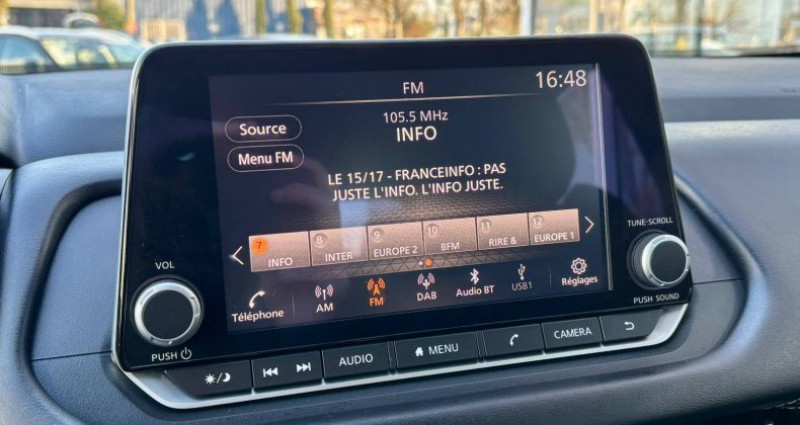 FM
16:48
105.5 MHz
INFO
Source
Menu FM
LE 15/17 - FRANCEINFO : PAS
JUSTE L'INFO. L'INFO JUSTE.
7 INFO
8 INTER
9 EUROPE 2
10 BFM
11 RIRE &
12 EUROPE 1
Téléphone
AM
FM
DAB
Audio BT
USB1
Réglages
VOL
PUSH
TUNE-SCROLL
PUSH SOUND
AUDIO
MENU
CAMERA